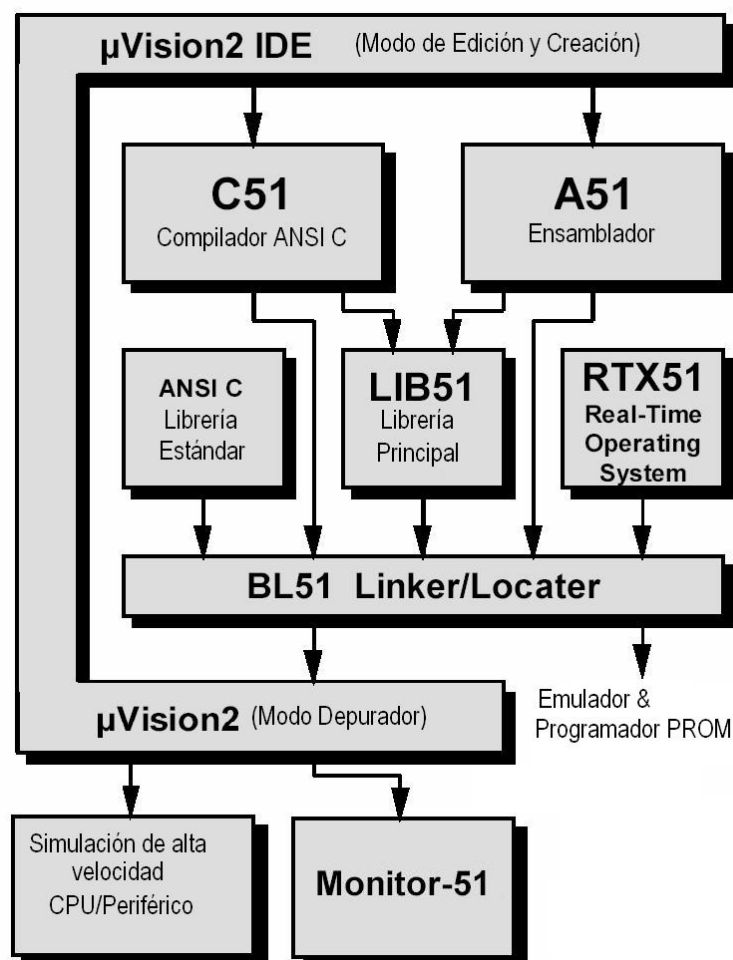 µVision2 IDE (Modo de Edición y Creación)
C51
Compilador ANSI C
A51
Ensamblador
ANSI C
Librería
Estándar
LIB51
Librería
Principal
RTX51
Real-Time
Operating
System
BL51 Linker/Locater
µVision2 (Modo Depurador)
Emulador &
Programador PROM
Simulación de alta
velocidad
CPU/Periférico
Monitor-51